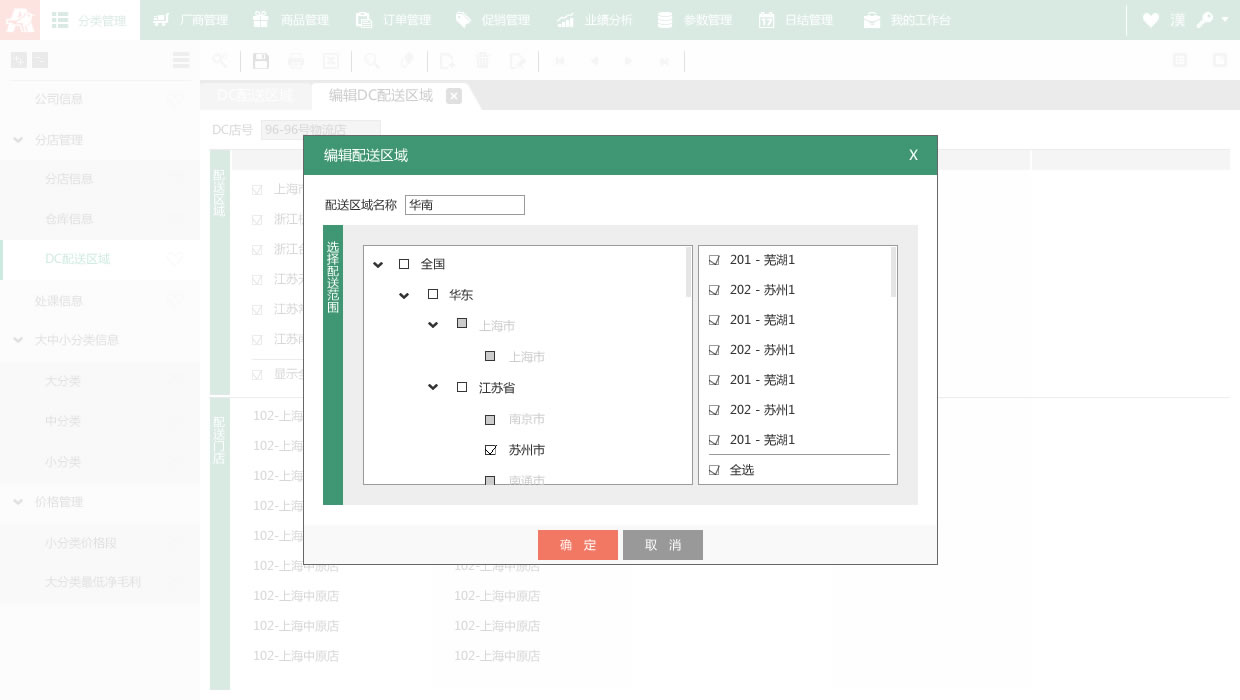 分类管理 厂商管理 商品管理 订单管理 促销管理 业绩分析 参数管理 日结管理 我的工作台 漢
公司信息
分店管理
分店信息
仓库信息
DC配送区域
处课信息
大中小分类信息
大分类
中分类
小分类
价格管理
小分类价格段
大分类最低净毛利
DC配送区域 编辑DC配送区域
DC店号 96-96号物流店
配送区域
上海市
浙江
浙江
江苏
江苏
江苏
显示全
配送门店
102-上海
102-上海
102-上海
102-上海
102-上海
102-上海中原店 102-上海中原店
102-上海中原店 102-上海中原店
102-上海中原店 102-上海中原店
102-上海中原店 102-上海中原店
编辑配送区域 X
配送区域名称 华南
选择配送范围
全国
华东
上海市
上海市
江苏省
南京市
苏州市
南通市
201 - 芜湖1
202 - 苏州1
201 - 芜湖1
202 - 苏州1
201 - 芜湖1
202 - 苏州1
201 - 芜湖1
全选
确 定 取 消